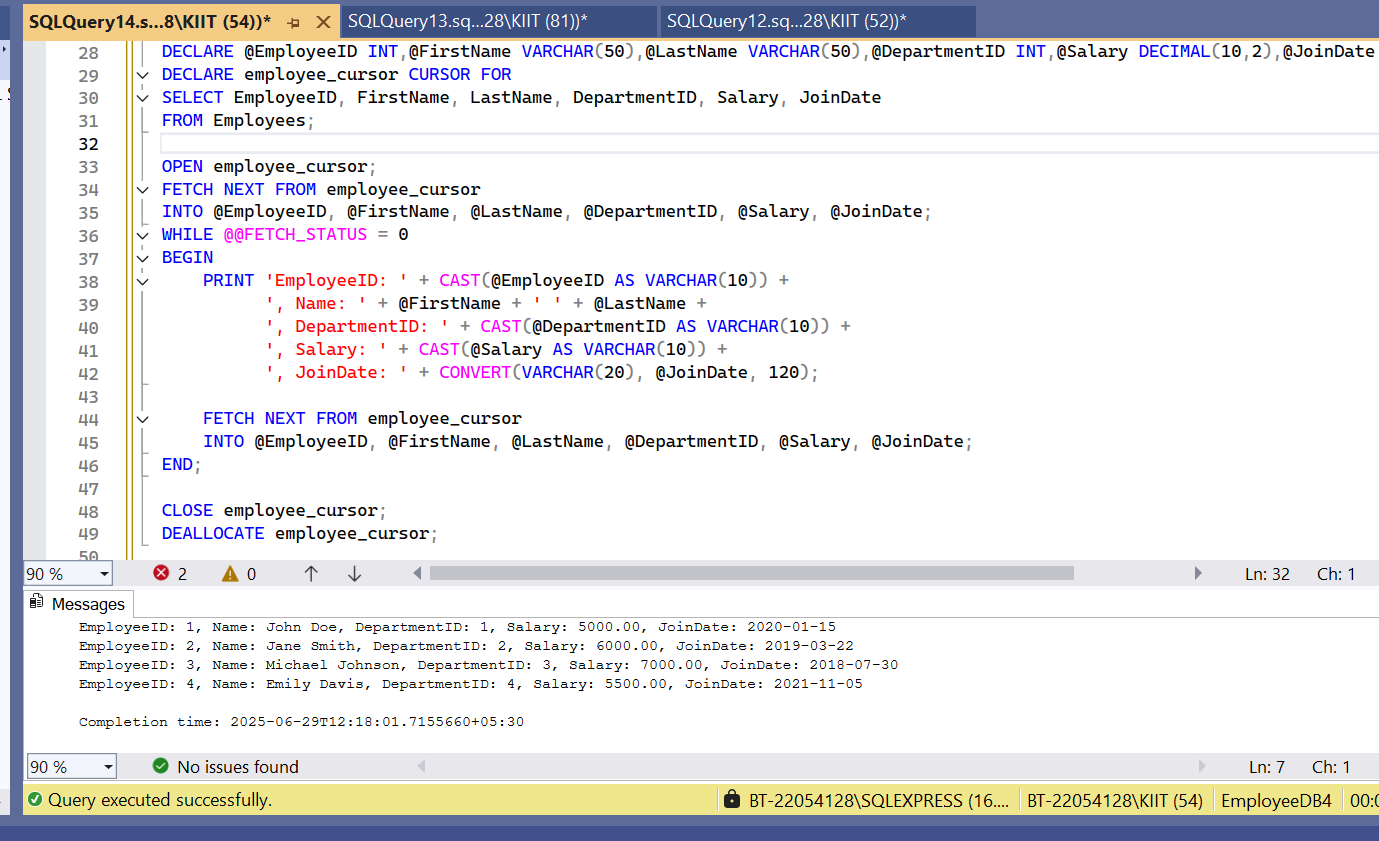 SQLQuery14.s...8\KIIT (54))*
SQLQuery13.sq...28\KIIT (81))*
SQLQuery12.sq...28\KIIT (52))*
28 DECLARE @EmployeeID INT,@FirstName VARCHAR(50),@LastName VARCHAR(50),@DepartmentID INT,@Salary DECIMAL(10,2),@JoinDate
29 DECLARE employee_cursor CURSOR FOR
30 SELECT EmployeeID, FirstName, LastName, DepartmentID, Salary, JoinDate
31 FROM Employees;
32
33 OPEN employee_cursor;
34 FETCH NEXT FROM employee_cursor
35 INTO @EmployeeID, @FirstName, @LastName, @DepartmentID, @Salary, @JoinDate;
36 WHILE @@FETCH_STATUS = 0
37 BEGIN
38 PRINT 'EmployeeID: ' + CAST(@EmployeeID AS VARCHAR(10)) +
39 ', Name: ' + @FirstName + ' ' + @LastName +
40 ', DepartmentID: ' + CAST(@DepartmentID AS VARCHAR(10)) +
41 ', Salary: ' + CAST(@Salary AS VARCHAR(10)) +
42 ', JoinDate: ' + CONVERT(VARCHAR(20), @JoinDate, 120);
43
44 FETCH NEXT FROM employee_cursor
45 INTO @EmployeeID, @FirstName, @LastName, @DepartmentID, @Salary, @JoinDate;
46 END;
47
48 CLOSE employee_cursor;
49 DEALLOCATE employee_cursor;
50
90 % 2 0 Ln: 32 Ch: 1
Messages
EmployeeID: 1, Name: John Doe, DepartmentID: 1, Salary: 5000.00, JoinDate: 2020-01-15
EmployeeID: 2, Name: Jane Smith, DepartmentID: 2, Salary: 6000.00, JoinDate: 2019-03-22
EmployeeID: 3, Name: Michael Johnson, DepartmentID: 3, Salary: 7000.00, JoinDate: 2018-07-30
EmployeeID: 4, Name: Emily Davis, DepartmentID: 4, Salary: 5500.00, JoinDate: 2021-11-05
Completion time: 2025-06-29T12:18:01.7155660+05:30
90 % No issues found Ln: 7 Ch: 1
Query executed successfully. BT-22054128\SQLEXPRESS (16.... BT-22054128\KIIT (54) EmployeeDB4